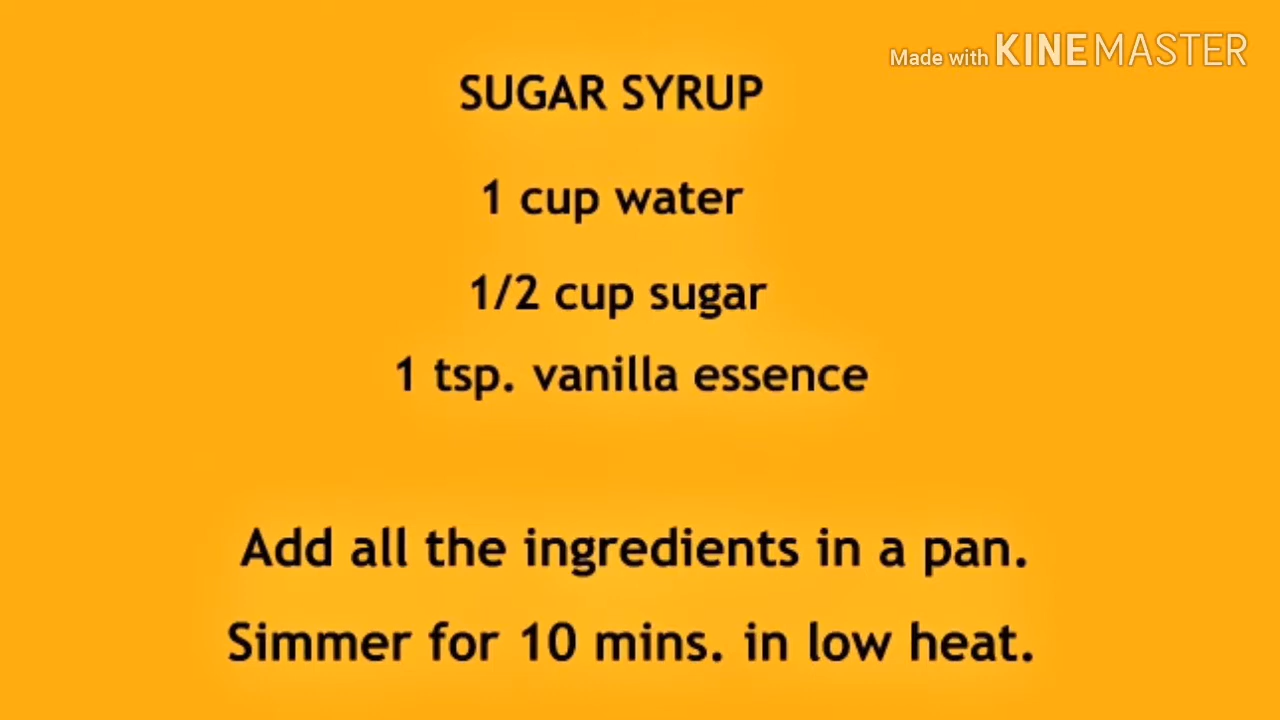 Made with KINEMASTER
SUGAR SYRUP
1 cup water
1/2 cup sugar
1 tsp. vanilla essence
Add all the ingredients in a pan.
Simmer for 10 mins. in low heat.